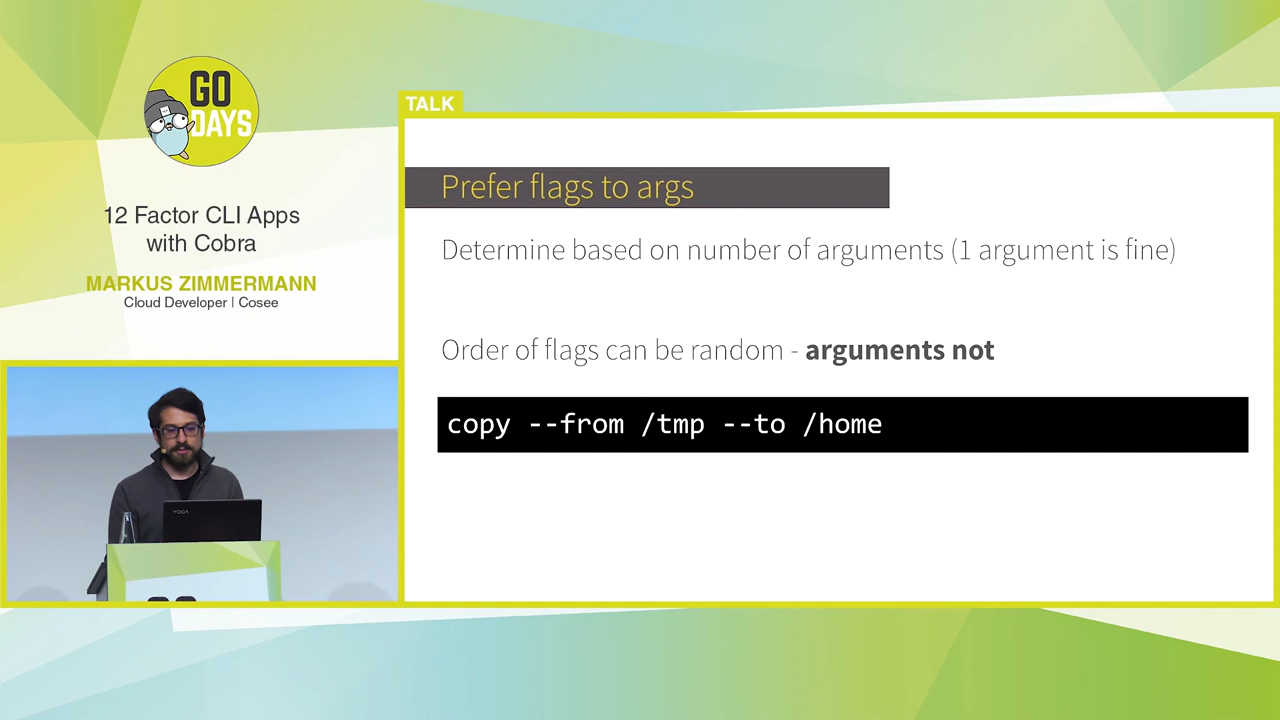 GO
DAYS
12 Factor CLI Apps
with Cobra
MARKUS ZIMMERMANN
Cloud Developer | Cosee
TALK
Prefer flags to args
Determine based on number of arguments (1 argument is fine)
Order of flags can be random - arguments not
copy --from /tmp --to /home
YOGA